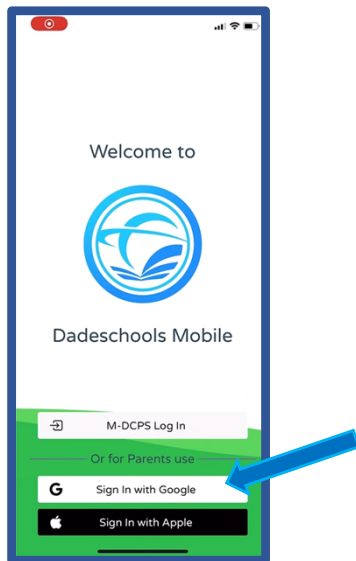 Welcome to
Dadeschools Mobile
M-DCPS Log In
Or for Parents use
G Sign In with Google
Sign In with Apple